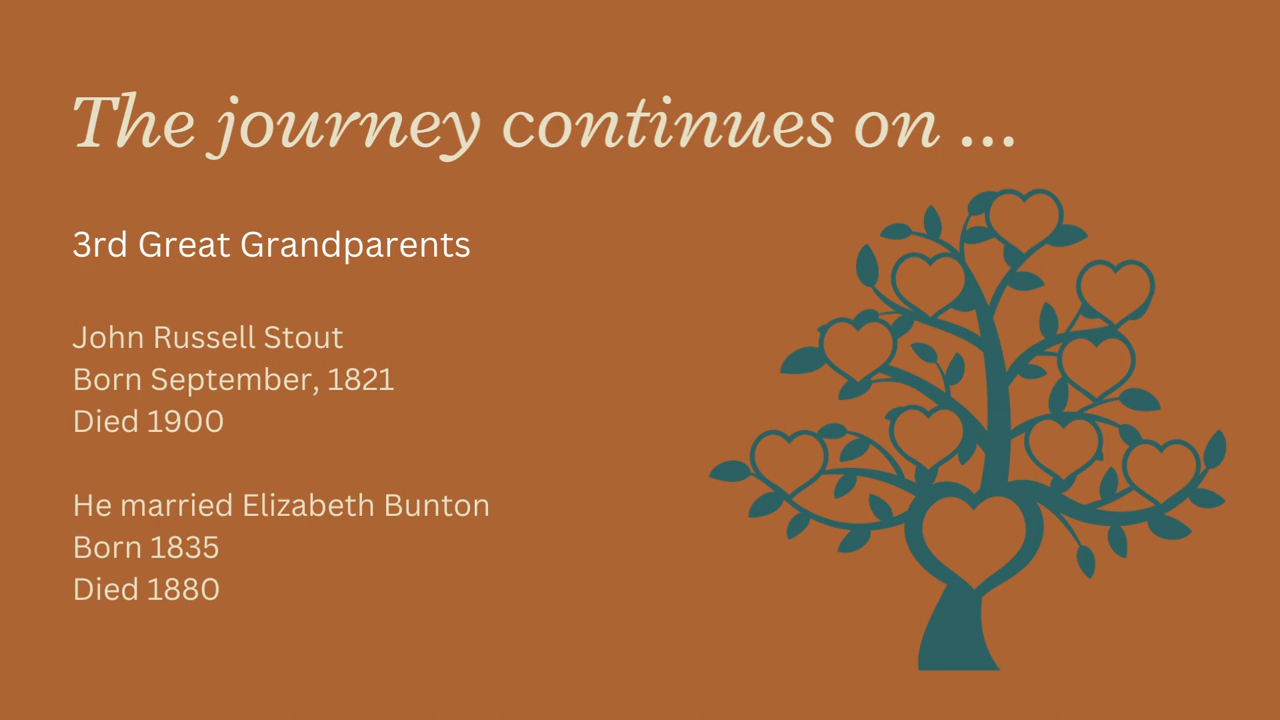 The journey continues on ...
3rd Great Grandparents
John Russell Stout
Born September, 1821
Died 1900
He married Elizabeth Bunton
Born 1835
Died 1880